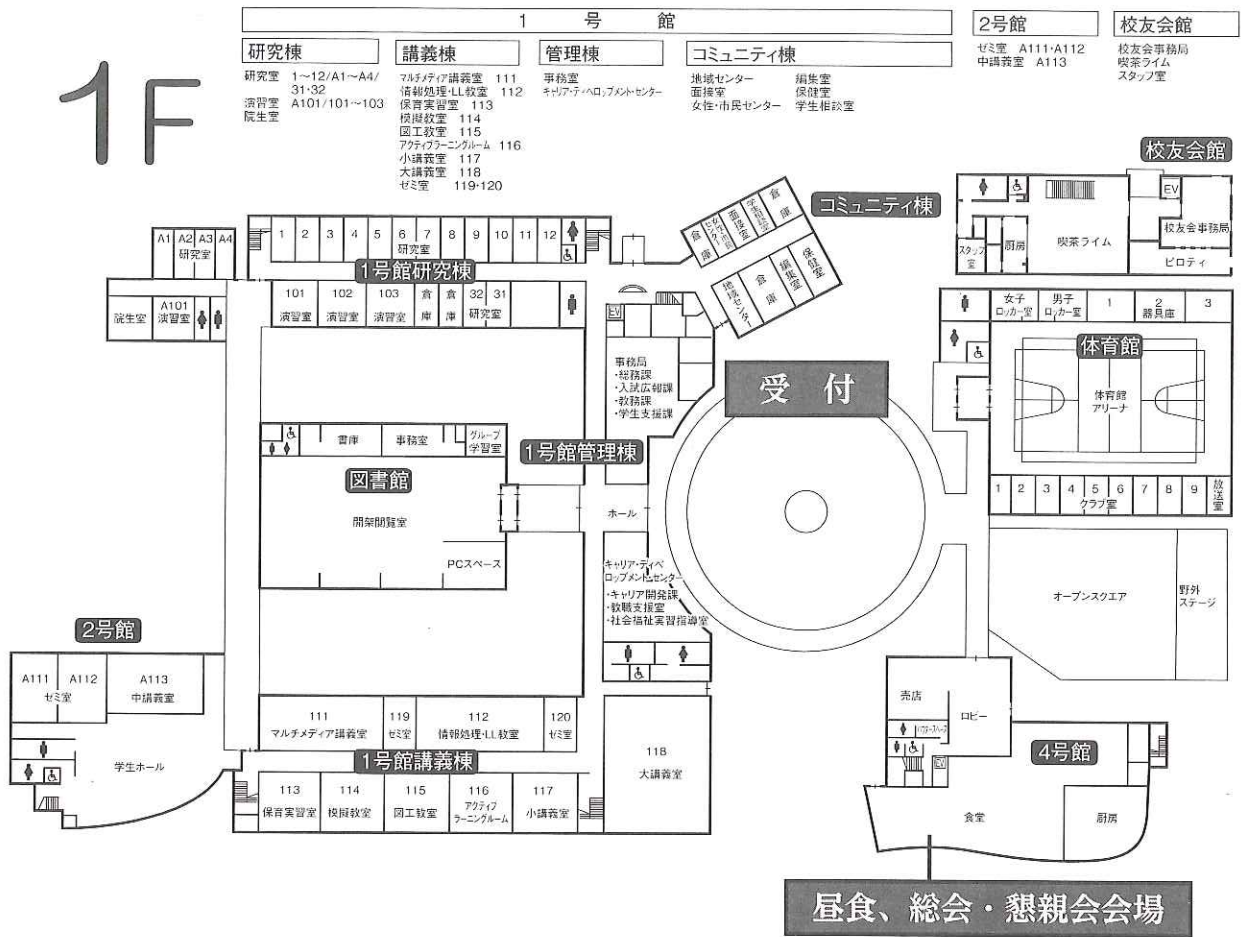 1F
1 号 館
研究棟
研究室 1〜12/A1〜A4/
31・32
演習室 A101/101〜103
院生室
講義棟
マルチメディア講義室 111
情報処理・LL教室 112
保育実習室 113
模擬教室 114
図工教室 115
アクティブラーニングルーム 116
小講義室 117
大講義室 118
ゼミ室 119・120
管理棟
事務室
キャリア・ディベロップメント・センター
コミュニティ棟
地域センター 編集室
面接室 保健室
女性・市民センター 学生相談室
2号館
ゼミ室 A111・A112
中講義室 A113
校友会館
校友会事務局
喫茶ライム
スタッフ室
校友会館
EV
校友会事務局
ピロティ
喫茶ライム
厨房
スタッフ
室
コミュニティ棟
倉庫
女性・市民
センター
面接室
学生相談室
倉庫
地域センター
倉庫
編集室
保健室
A1 A2 A3 A4
研究室
院生室
A101
演習室
1 2 3 4 5 6 7 8 9 10 11 12
研究室
1号館研究棟
101 102 103 倉庫 倉庫 32 31
演習室 演習室 演習室 研究室
EV
事務局
・総務課
・入試広報課
・教務課
・学生支援課
受 付
女子
ロッカー室
男子
ロッカー室
1 2 3
器具庫
体育館
体育館
アリーナ
1 2 3 4 5 6 7 8 9
クラブ室
放送室
書庫 事務室
グループ
学習室
1号館管理棟
図書館
開架閲覧室
PCスペース
ホール
キャリア・ディベ
ロップメント・センター
・キャリア開発課
・教職支援室
・社会福祉実習指導室
オープンスクエア
野外
ステージ
2号館
A111 A112 A113
ゼミ室 中講義室
学生ホール
111 119 112 120
マルチメディア講義室 ゼミ室 情報処理・LL教室 ゼミ室
1号館講義棟
113 114 115 116 117
保育実習室 模擬教室 図工教室 アクティブ
ラーニングルーム 小講義室
118
大講義室
売店
ロビー
パウダースペース
EV
4号館
食堂
厨房
昼食、総会・懇親会会場